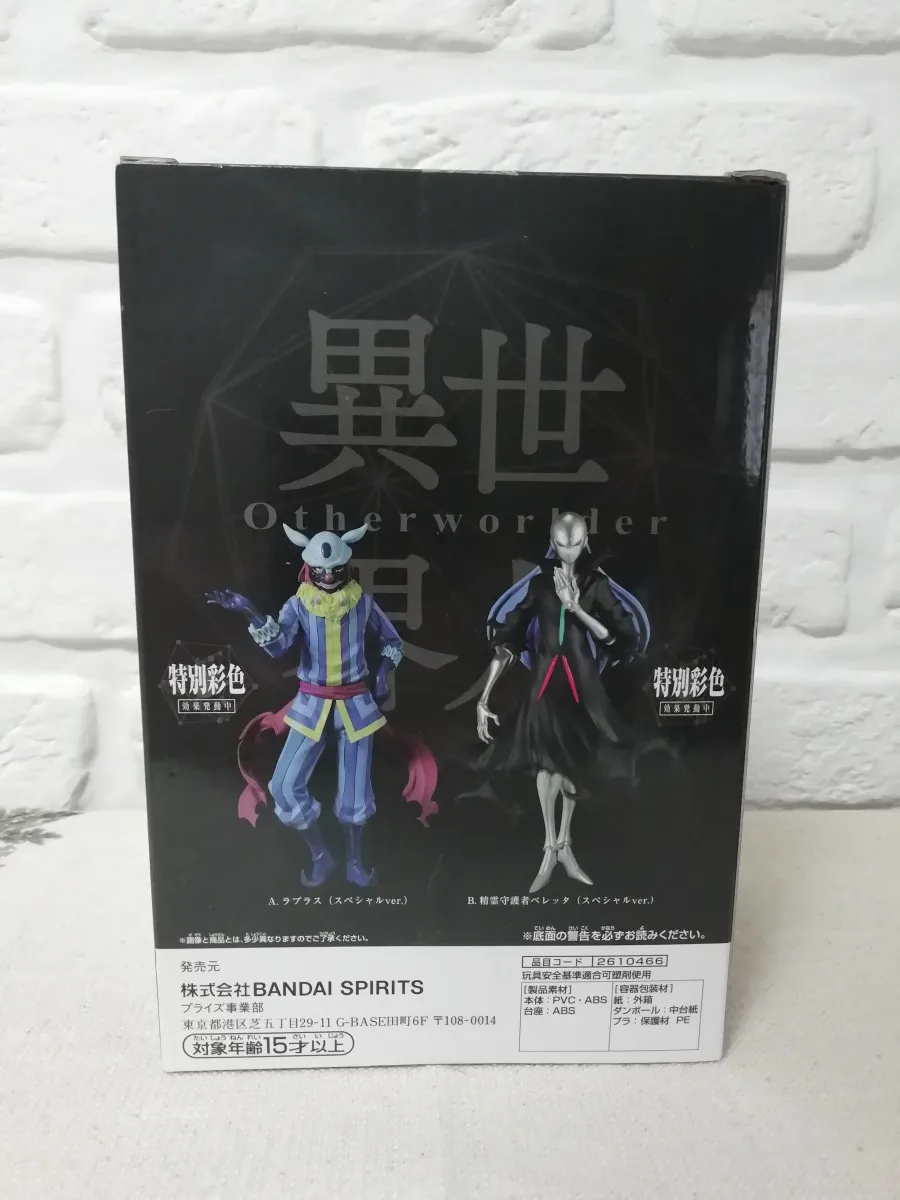 異世
Otherworlder
界人
特別彩色
効果発動中
特別彩色
効果発動中
A. ラプラス（スペシャルver.）
B. 精霊守護者ベレッタ（スペシャルver.）
※画像と商品とは、多少異なりますのでご了承ください。
※底面の警告を必ずお読みください。
発売元
株式会社BANDAI SPIRITS
プライズ事業部
東京都港区芝五丁目29-11 G-BASE田町6F 〒108-0014
対象年齢15才以上
品目コード 2610466
玩具安全基準適合可塑剤使用
[製品素材]
本体：PVC・ABS
台座：ABS
[容器包装材]
紙：外箱
ダンボール：中台紙
プラ：保護材 PE